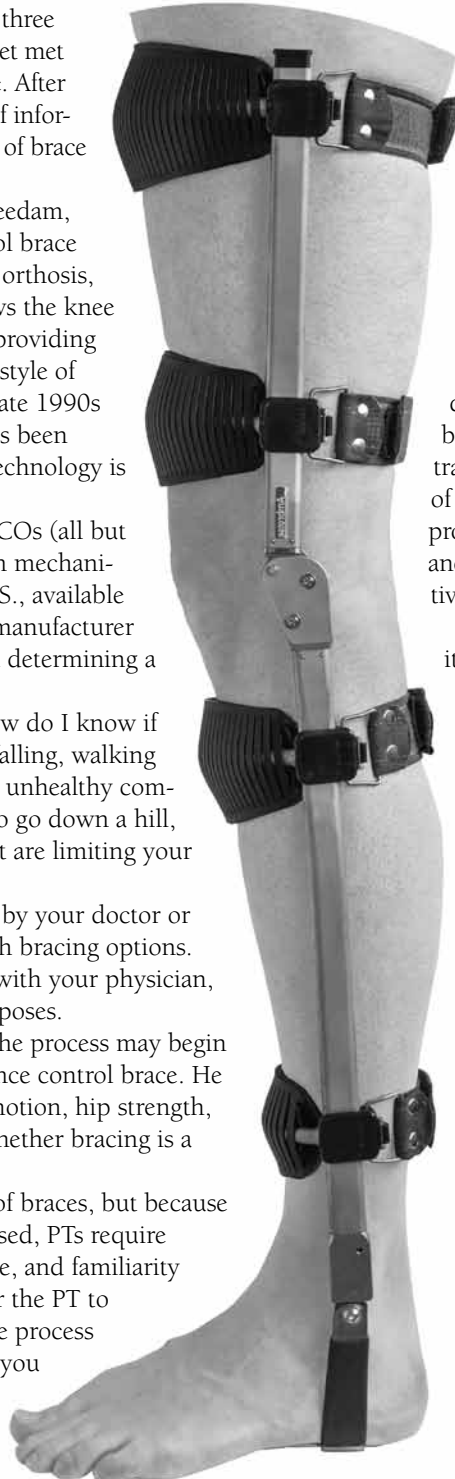 three
et met
. After
f infor-
of brace
eedam,
ol brace
orthosis,
ws the knee
providing
style of
ate 1990s
s been
echnology is
COs (all but
n mechani-
S., available
manufacturer
determining a
ow do I know if
alling, walking
unhealthy com-
o go down a hill,
t are limiting your
by your doctor or
h bracing options.
with your physician,
poses.
he process may begin
nce control brace. He
notion, hip strength,
hether bracing is a
of braces, but because
sed, PTs require
e, and familiarity
r the PT to
e process
you
b
tra
of
pro
and
tiv
it